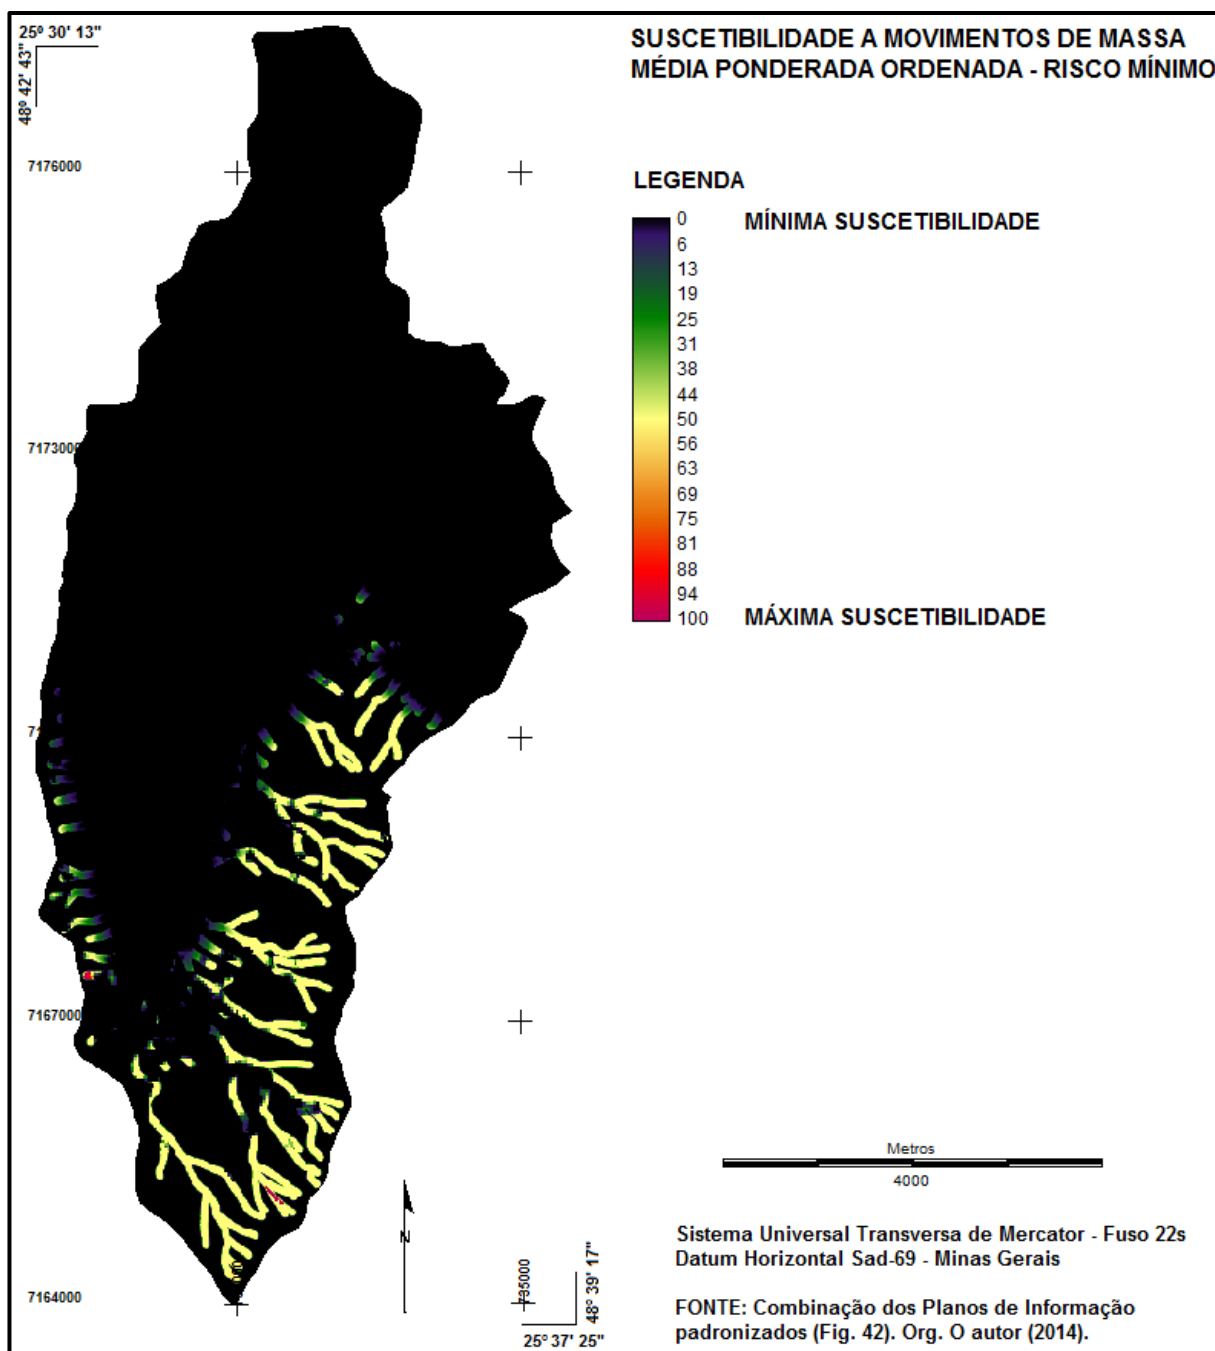 25º 30' 13"
48º 42' 43"
SUSCETIBILIDADE A MOVIMENTOS DE MASSA
MÉDIA PONDERADA ORDENADA - RISCO MÍNIMO
7176000
LEGENDA
0
MÍNIMA SUSCETIBILIDADE
6
13
19
25
31
38
44
50
56
63
69
75
81
88
94
100
MÁXIMA SUSCETIBILIDADE
7173000
7167000
7164000
N
Metros
4000
735000
48º 39' 17"
25º 37' 25"
Sistema Universal Transversa de Mercator - Fuso 22s
Datum Horizontal Sad-69 - Minas Gerais
FONTE: Combinação dos Planos de Informação
padronizados (Fig. 42). Org. O autor (2014).